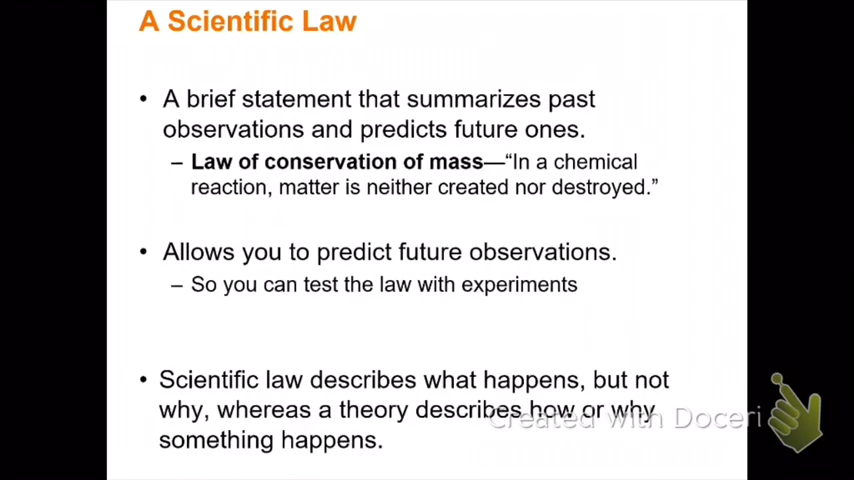 A Scientific Law
• A brief statement that summarizes past
observations and predicts future ones.
– Law of conservation of mass—“In a chemical
reaction, matter is neither created nor destroyed.”
• Allows you to predict future observations.
– So you can test the law with experiments
• Scientific law describes what happens, but not
why, whereas a theory describes how or why
something happens.
Created with Doceri